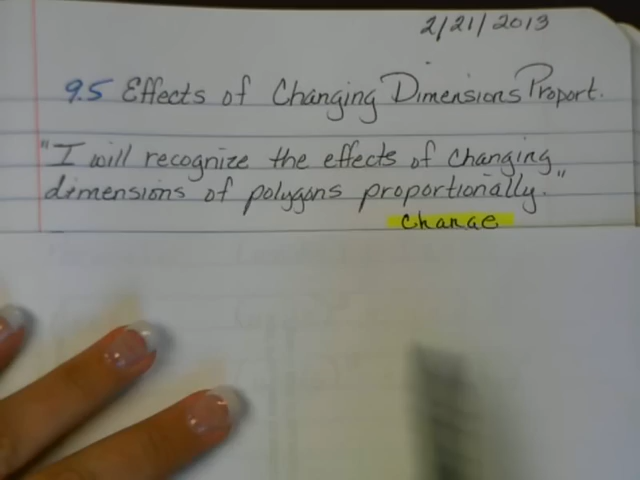 2/21/2013
9.5 Effects of Changing Dimensions Proport.
"I will recognize the effects of changing
dimensions of polygons proportionally."
change